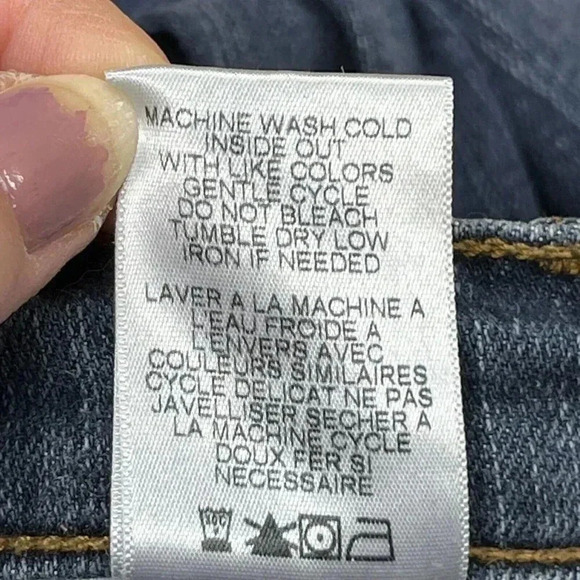 MACHINE WASH COLD
INSIDE OUT
WITH LIKE COLORS
GENTLE CYCLE
DO NOT BLEACH
TUMBLE DRY LOW
IRON IF NEEDED
LAVER A LA MACHINE A
L'EAU FROIDE A
L'ENVERS AVEC
COULEURS SIMILAIRES
CYCLE DELICAT NE PAS
JAVELLISER SECHER A
LA MACHINE CYCLE
DOUX FER SI
NECESSAIRE